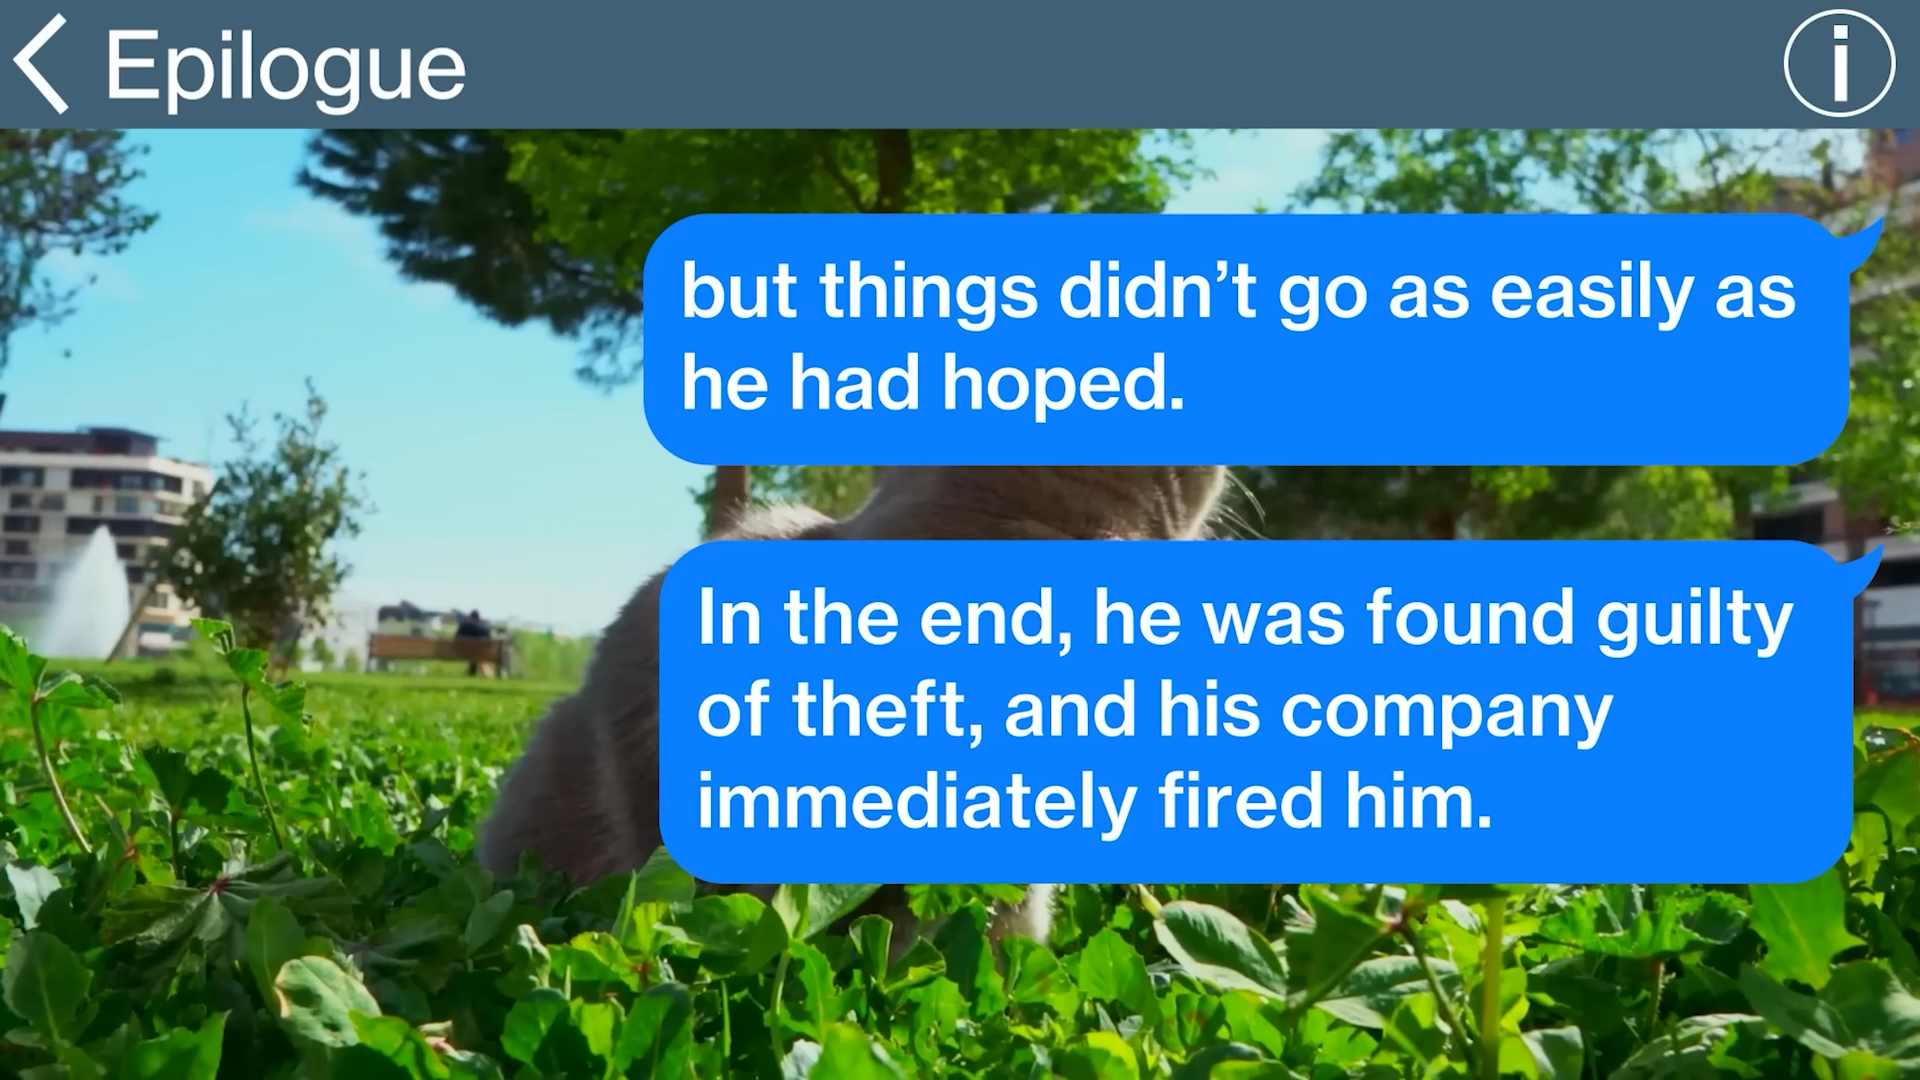 Epilogue
but things didn’t go as easily as
he had hoped.
In the end, he was found guilty
of theft, and his company
immediately fired him.